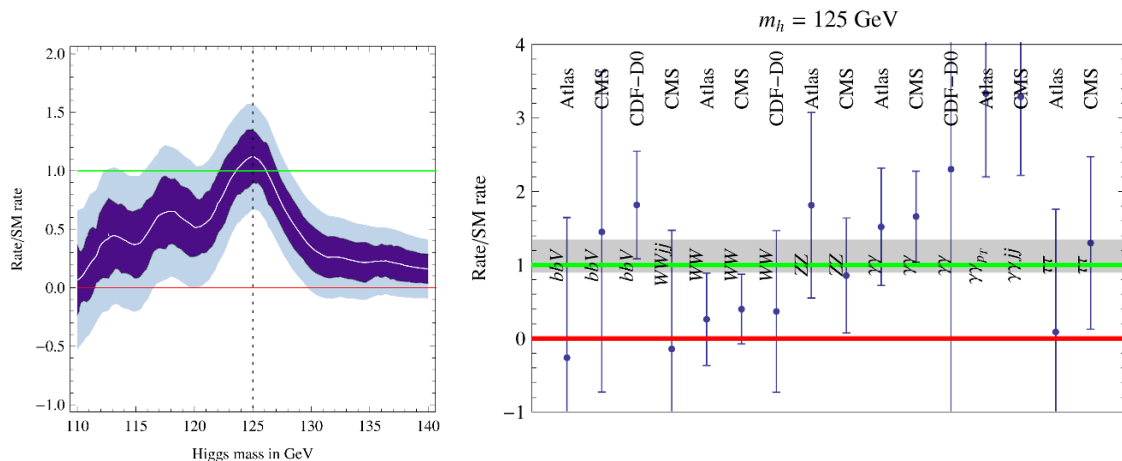 2.0
1.5
1.0
0.5
0.0
−0.5
−1.0
Rate/SM rate
110 115 120 125 130 135 140
Higgs mass in GeV
m_h = 125 GeV
4
3
2
1
0
−1
Rate/SM rate
Atlas CMS CDF−D0 CMS Atlas CMS CDF−D0 Atlas CMS Atlas CMS CDF−D0 Atlas CMS Atlas CMS
bbV bbV bbV WWjj WW WW WW ZZ ZZ γγ γγ γγ γγ p_T γγjj ττ ττ